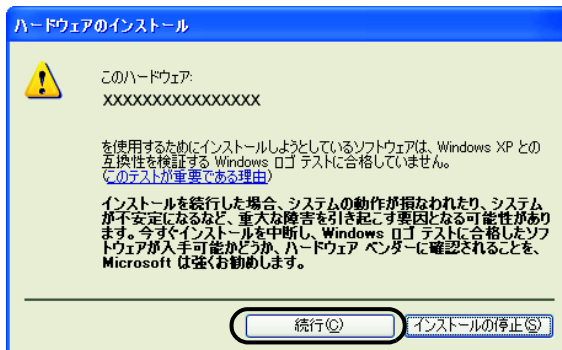 ハードウェアのインストール
このハードウェア:
XXXXXXXXXXXXXXXX
を使用するためにインストールしようとしているソフトウェアは、Windows XP との
互換性を検証する Windows ロゴ テストに合格していません。
(このテストが重要である理由)
インストールを続行した場合、システムの動作が損なわれたり、システム
が不安定になるなど、重大な障害を引き起こす要因となる可能性があり
ます。今すぐインストールを中断し、Windows ロゴ テストに合格したソフ
トウェアが入手可能かどうか、ハードウェア ベンダーに確認されることを、
Microsoft は強くお勧めします。
続行(C)
インストールの停止(S)